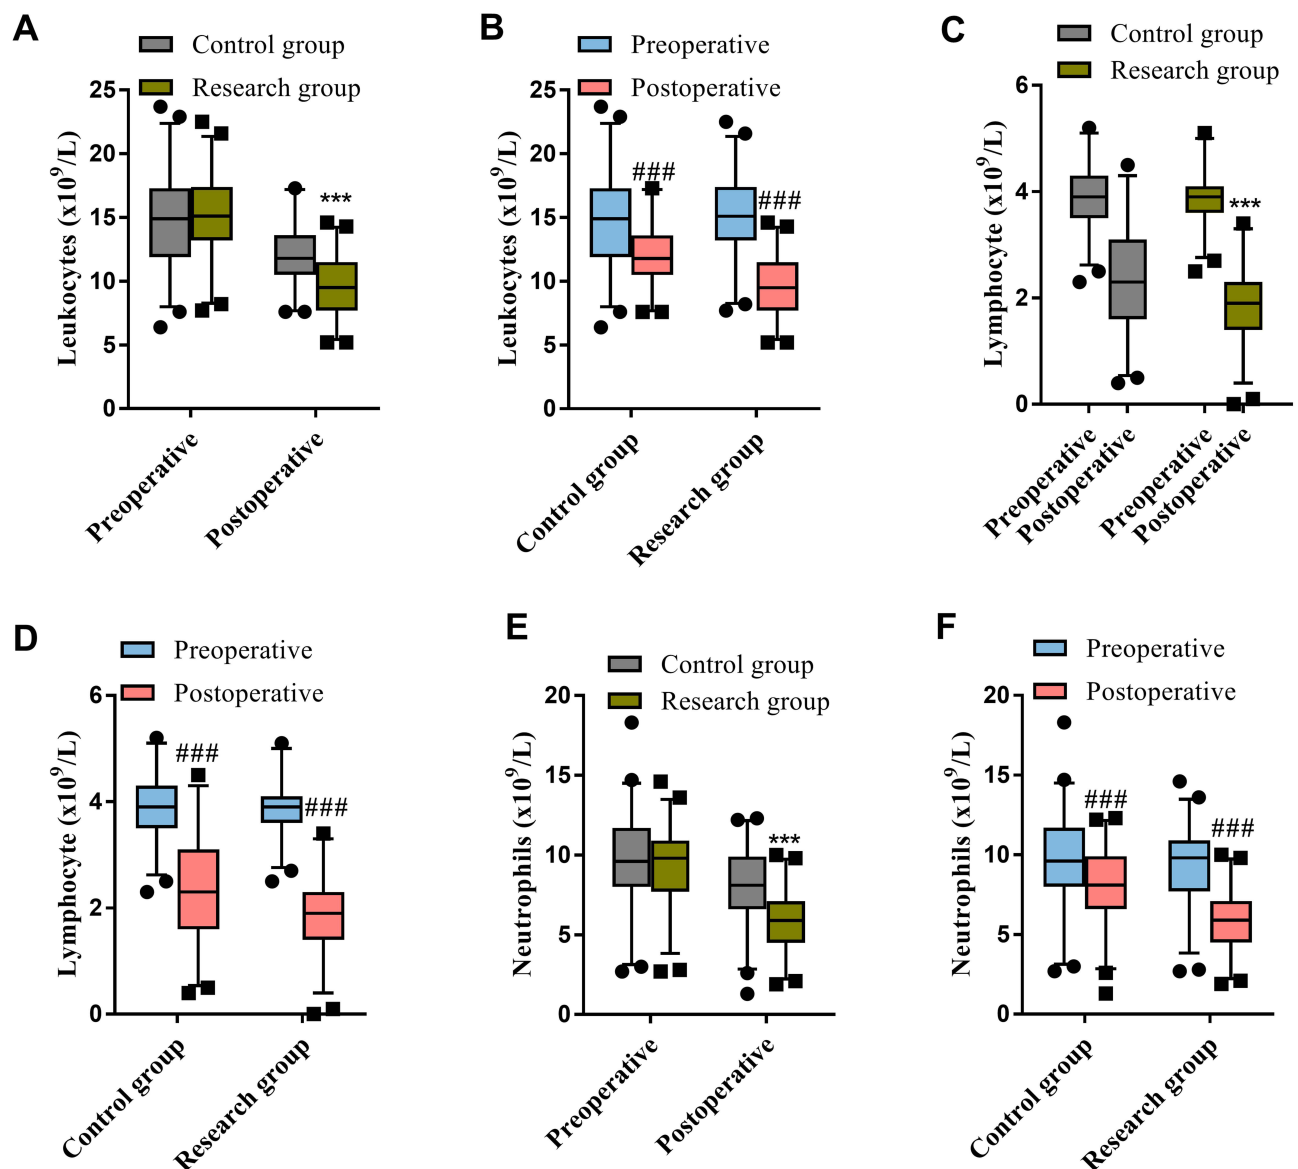 A
Control group
Research group
Leukocytes (x10⁹/L)
25
20
15
10
5
0
***
Preoperative
Postoperative
B
Preoperative
Postoperative
Leukocytes (x10⁹/L)
25
20
15
10
5
0
###
###
Control group
Research group
C
Control group
Research group
Lymphocyte (x10⁹/L)
6
4
2
0
***
Preoperative
Postoperative
Preoperative
Postoperative
D
Preoperative
Postoperative
Lymphocyte (x10⁹/L)
6
4
2
0
###
###
Control group
Research group
E
Control group
Research group
Neutrophils (x10⁹/L)
20
15
10
5
0
***
Preoperative
Postoperative
F
Preoperative
Postoperative
Neutrophils (x10⁹/L)
20
15
10
5
0
###
###
Control group
Research group